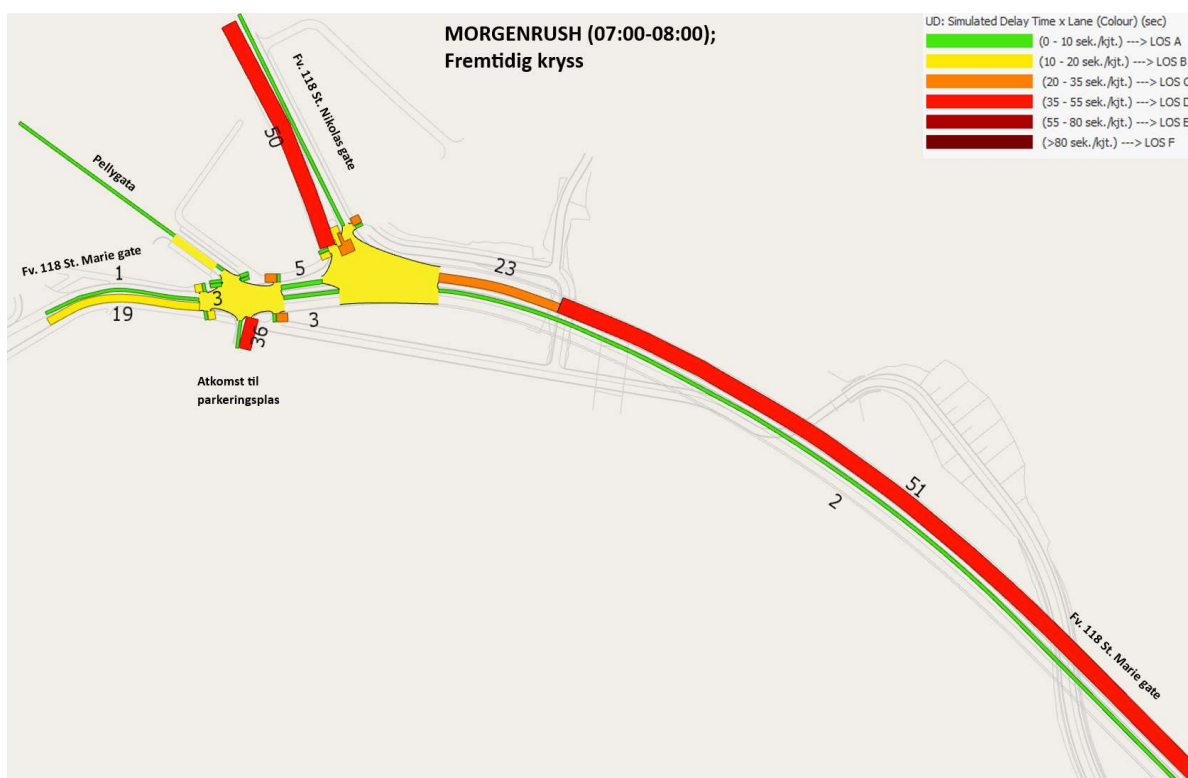 MORGENRUSH (07:00-08:00);
Fremtidig kryss
UD: Simulated Delay Time x Lane (Colour) (sec)
(0 - 10 sek./kjt.) ---> LOS A
(10 - 20 sek./kjt.) ---> LOS B
(20 - 35 sek./kjt.) ---> LOS C
(35 - 55 sek./kjt.) ---> LOS D
(55 - 80 sek./kjt.) ---> LOS E
(>80 sek./kjt.) ---> LOS F
Fv. 118 St. Nikolas gate
50
Pellygata
Fv. 118 St. Marie gate
1
3
19
5
3
36
23
Atkomst til
parkeringsplas
51
2
Fv. 118 St. Marie gate